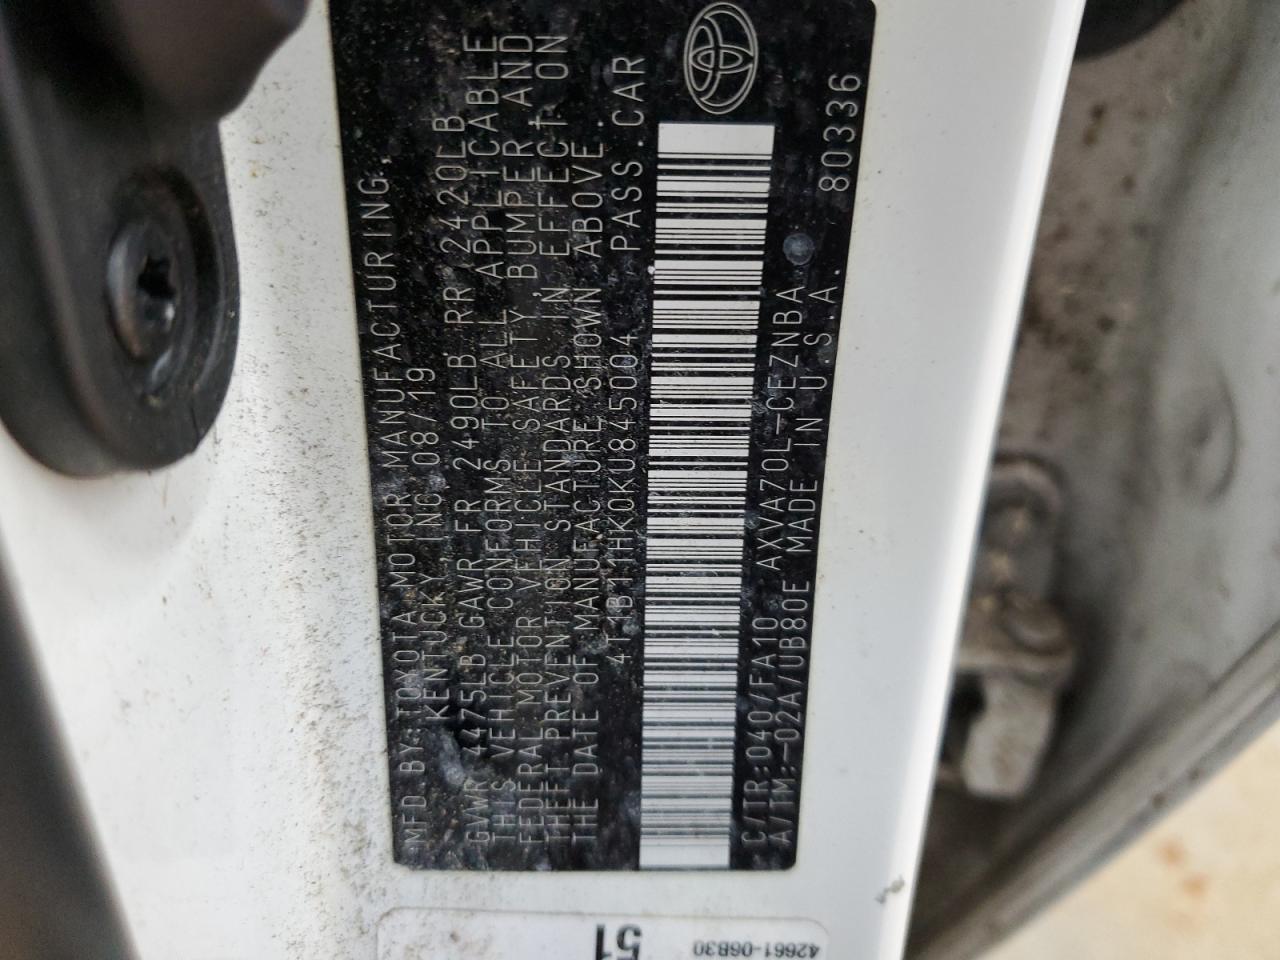 MFD.BY:TOYOTA MOTOR MANUFACTURING,
KENTUCKY, INC 08/19
GVWR 4475LB GAWR FR 2490LB RR 2420LB
THIS VEHICLE CONFORMS TO ALL APPLICABLE
FEDERAL MOTOR VEHICLE SAFETY, BUMPER AND
THEFT PREVENTION STANDARDS IN EFFECT ON
THE DATE OF MANUFACTURE SHOWN ABOVE.
4T1B11HK0KU845004 PASS.CAR
C/TR:040/FA10 AXVA70L-CEZNBA
A/TM:-02A/UB80E MADE IN U.S.A. 80336
51
42661-06B30